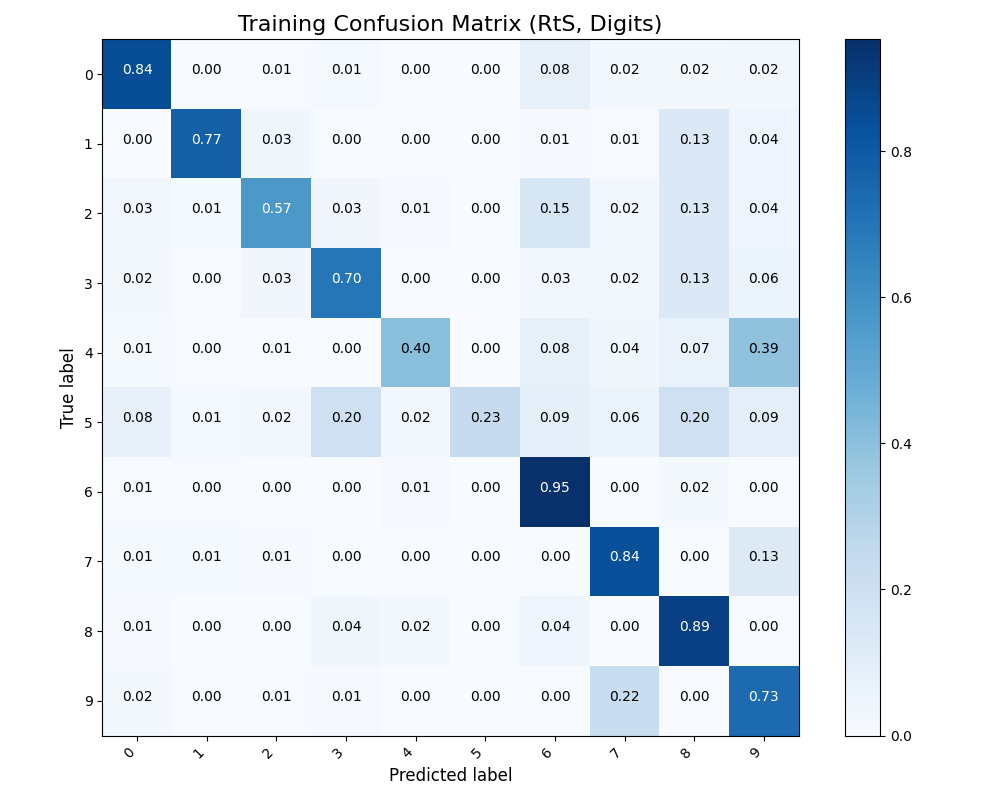 Training Confusion Matrix (RtS, Digits)
0 0.84 0.00 0.01 0.01 0.00 0.00 0.08 0.02 0.02 0.02
1 0.00 0.77 0.03 0.00 0.00 0.00 0.01 0.01 0.13 0.04
2 0.03 0.01 0.57 0.03 0.01 0.00 0.15 0.02 0.13 0.04
3 0.02 0.00 0.03 0.70 0.00 0.00 0.03 0.02 0.13 0.06
4 0.01 0.00 0.01 0.00 0.40 0.00 0.08 0.04 0.07 0.39
5 0.08 0.01 0.02 0.20 0.02 0.23 0.09 0.06 0.20 0.09
6 0.01 0.00 0.00 0.00 0.01 0.00 0.95 0.00 0.02 0.00
7 0.01 0.01 0.01 0.00 0.00 0.00 0.00 0.84 0.00 0.13
8 0.01 0.00 0.00 0.04 0.02 0.00 0.04 0.00 0.89 0.00
9 0.02 0.00 0.01 0.01 0.00 0.00 0.00 0.22 0.00 0.73
0 1 2 3 4 5 6 7 8 9
Predicted label
True label
0.8
0.6
0.4
0.2
0.0